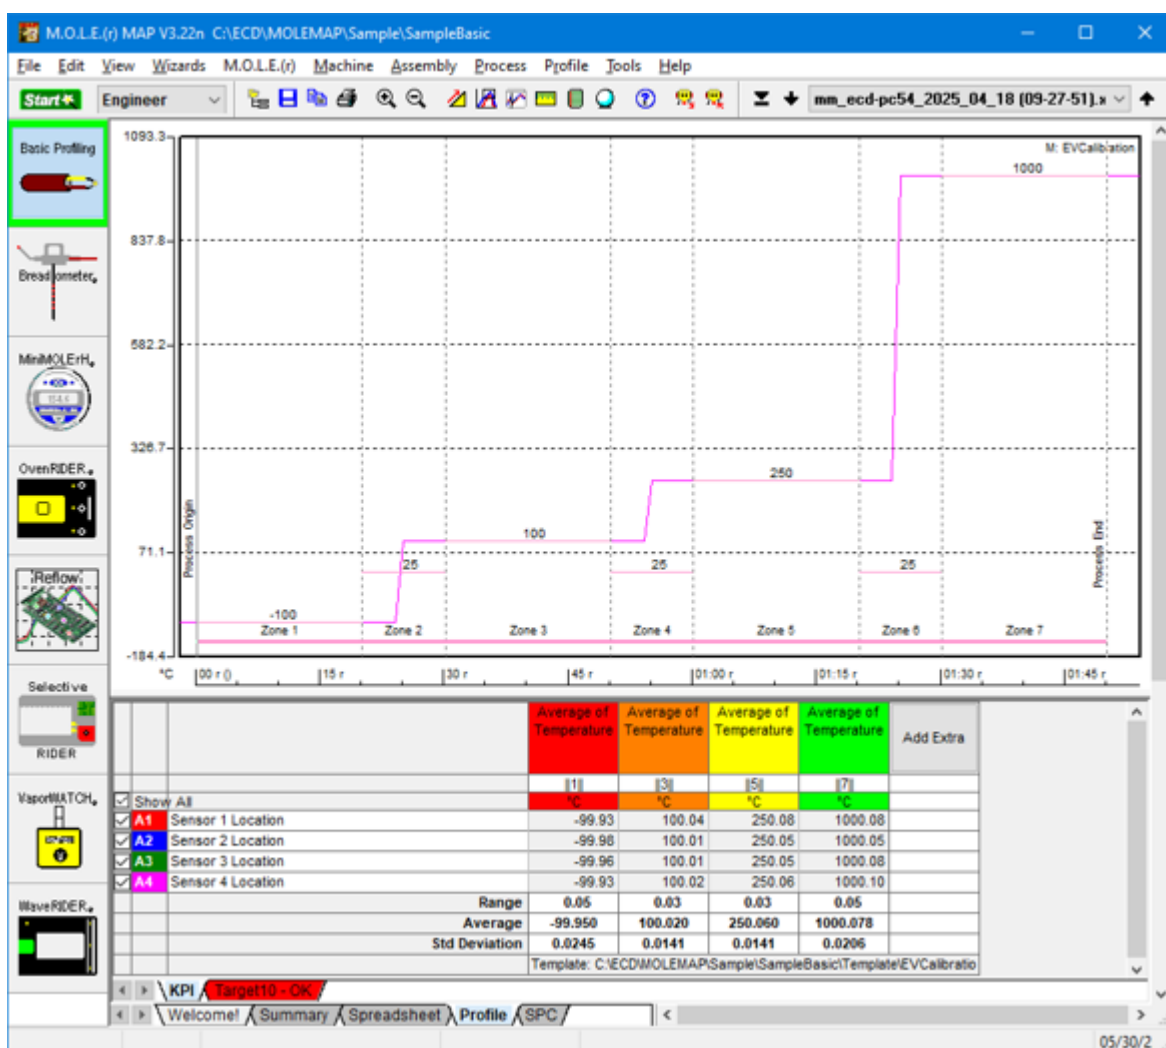 M.O.L.E.(r) MAP V3.22n C:\ECD\MOLEMAP\Sample\SampleBasic
File Edit View Wizards M.O.L.E.(r) Machine Assembly Process Profile Tools Help
Start Engineer mm_ecd-pc54_2025_04_18 (09-27-51).x
Basic Profiling
Breadometer
MiniMOLErH
OvenRIDER
Reflow
Selective
RIDER
VaporWATCH
WaveRIDER
M: EVCalibration
1093.3
1000
837.8
582.2
326.7
250
100
71.1
25 25 25
Process Origin
Process End
-100
Zone 1 Zone 2 Zone 3 Zone 4 Zone 5 Zone 6 Zone 7
-184.4
°C |00 r () |15 r |30 r |45 r |01:00 r |01:15 r |01:30 r |01:45 r
Average of Temperature Average of Temperature Average of Temperature Average of Temperature Add Extra
||1|| ||3|| ||5|| ||7||
Show All °C °C °C °C
A1 Sensor 1 Location -99.93 100.04 250.08 1000.08
A2 Sensor 2 Location -99.98 100.01 250.05 1000.05
A3 Sensor 3 Location -99.96 100.01 250.05 1000.08
A4 Sensor 4 Location -99.93 100.02 250.06 1000.10
Range 0.05 0.03 0.03 0.05
Average -99.950 100.020 250.060 1000.078
Std Deviation 0.0245 0.0141 0.0141 0.0206
Template: C:\ECD\MOLEMAP\Sample\SampleBasic\Template\EVCalibratio
KPI Target10 - OK
Welcome! Summary Spreadsheet Profile SPC
05/30/2